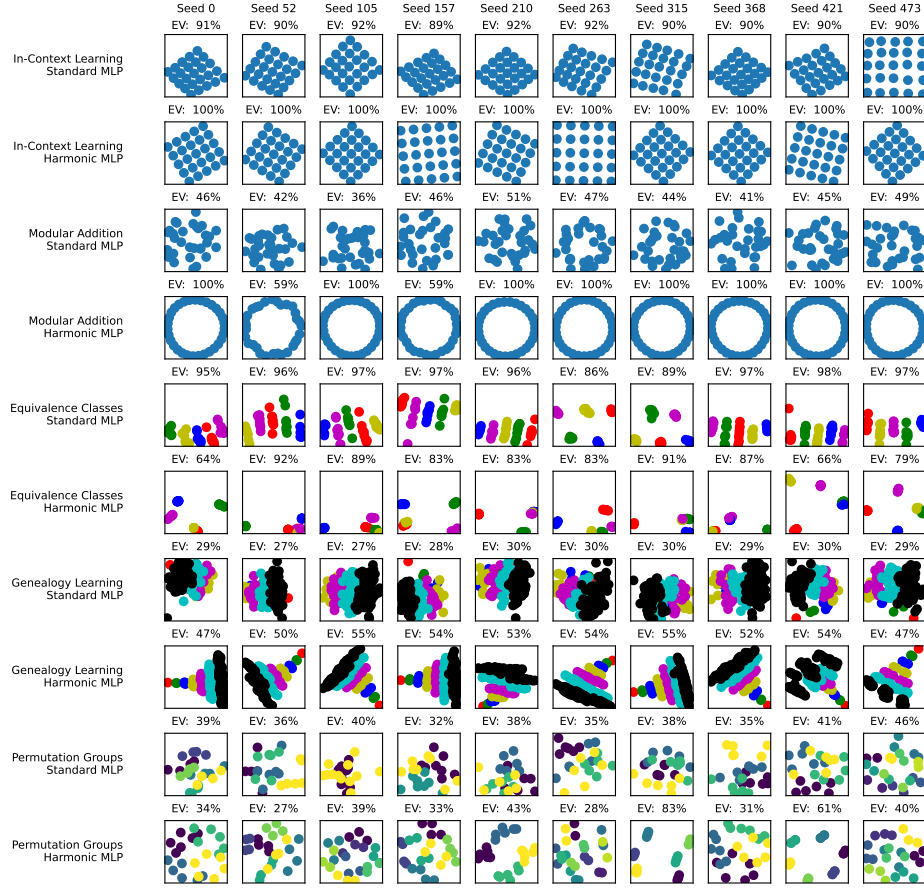 Seed 0 Seed 52 Seed 105 Seed 157 Seed 210 Seed 263 Seed 315 Seed 368 Seed 421 Seed 473
EV: 91% EV: 90% EV: 92% EV: 89% EV: 92% EV: 92% EV: 90% EV: 90% EV: 90% EV: 90%
In-Context Learning
Standard MLP
EV: 100% EV: 100% EV: 100% EV: 100% EV: 100% EV: 100% EV: 100% EV: 100% EV: 100% EV: 100%
In-Context Learning
Harmonic MLP
EV: 46% EV: 42% EV: 36% EV: 46% EV: 51% EV: 47% EV: 44% EV: 41% EV: 45% EV: 49%
Modular Addition
Standard MLP
EV: 100% EV: 59% EV: 100% EV: 59% EV: 100% EV: 100% EV: 100% EV: 100% EV: 100% EV: 100%
Modular Addition
Harmonic MLP
EV: 95% EV: 96% EV: 97% EV: 97% EV: 96% EV: 86% EV: 89% EV: 97% EV: 98% EV: 97%
Equivalence Classes
Standard MLP
EV: 64% EV: 92% EV: 89% EV: 83% EV: 83% EV: 83% EV: 91% EV: 87% EV: 66% EV: 79%
Equivalence Classes
Harmonic MLP
EV: 29% EV: 27% EV: 27% EV: 28% EV: 30% EV: 30% EV: 30% EV: 29% EV: 30% EV: 29%
Genealogy Learning
Standard MLP
EV: 47% EV: 50% EV: 55% EV: 54% EV: 53% EV: 54% EV: 55% EV: 52% EV: 54% EV: 47%
Genealogy Learning
Harmonic MLP
EV: 39% EV: 36% EV: 40% EV: 32% EV: 38% EV: 35% EV: 38% EV: 35% EV: 41% EV: 46%
Permutation Groups
Standard MLP
EV: 34% EV: 27% EV: 39% EV: 33% EV: 43% EV: 28% EV: 83% EV: 31% EV: 61% EV: 40%
Permutation Groups
Harmonic MLP